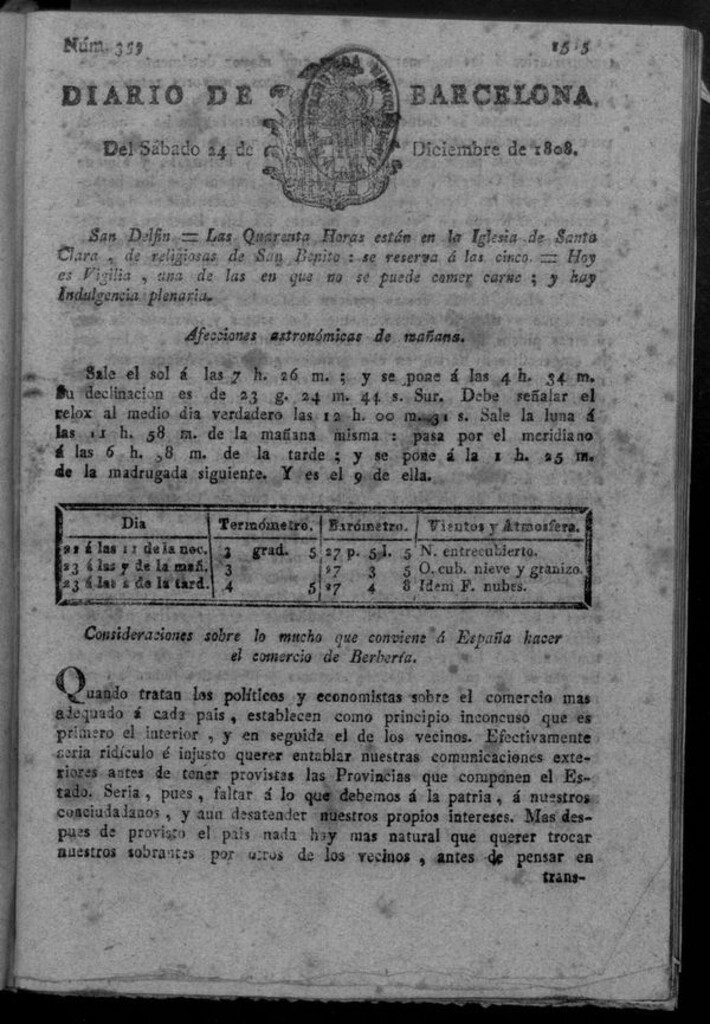 Núm. 359
DIARIO DE BARCELONA,
Del Sábado 24 de Diciembre de 1808.
San Delfin = Las Quarenta Horas están en la Iglesia de Santa
Clara , de religiosas de San Benito : se reserva á las cinco. = Hoy
es Vigilia , una de las en que no se puede comer carne ; y hay
Indulgencia plenaria.
Afecciones astronómicas de mañana.
Sale el sol á las 7 h. 26 m. ; y se pone á las 4 h. 34 m.
Su declinacion es de 23 g. 24 m. 44 s. Sur. Debe señalar el
relox al medio dia verdadero las 12 h. 00 m. 31 s. Sale la luna á
las 11 h. 58 m. de la mañana misma : pasa por el meridiano
á las 6 h. 38 m. de la tarde ; y se pone á la 1 h. 25 m.
de la madrugada siguiente. Y es el 9 de ella.
Dia Termómetro. Barómetro. Vientos y Atmosfera.
22 á las 11 de la noc. 3 grad. 5 27 p. 5 l. 5 N. entrecubierto.
23 á las 7 de la mañ. 3 27 3 5 O. cub. nieve y granizo.
23 á las 2 de la tard. 4 5 27 4 8 Idem F. nubes.
Consideraciones sobre lo mucho que conviene á España hacer
el comercio de Berbería.
Quando tratan los políticos y economistas sobre el comercio mas
adequado á cada pais , establecen como principio inconcuso que es
primero el interior , y en seguida el de los vecinos. Efectivamente
seria ridículo é injusto querer entablar nuestras comunicaciones exte-
riores antes de tener provistas las Provincias que componen el Es-
tado. Seria , pues , faltar á lo que debemos á la patria , á nuestros
conciudadanos , y aun desatender nuestros propios intereses. Mas des-
pues de provisto el pais nada hay mas natural que querer trocar
nuestros sobrantes por otros de los vecinos , antes de pensar en
trans-